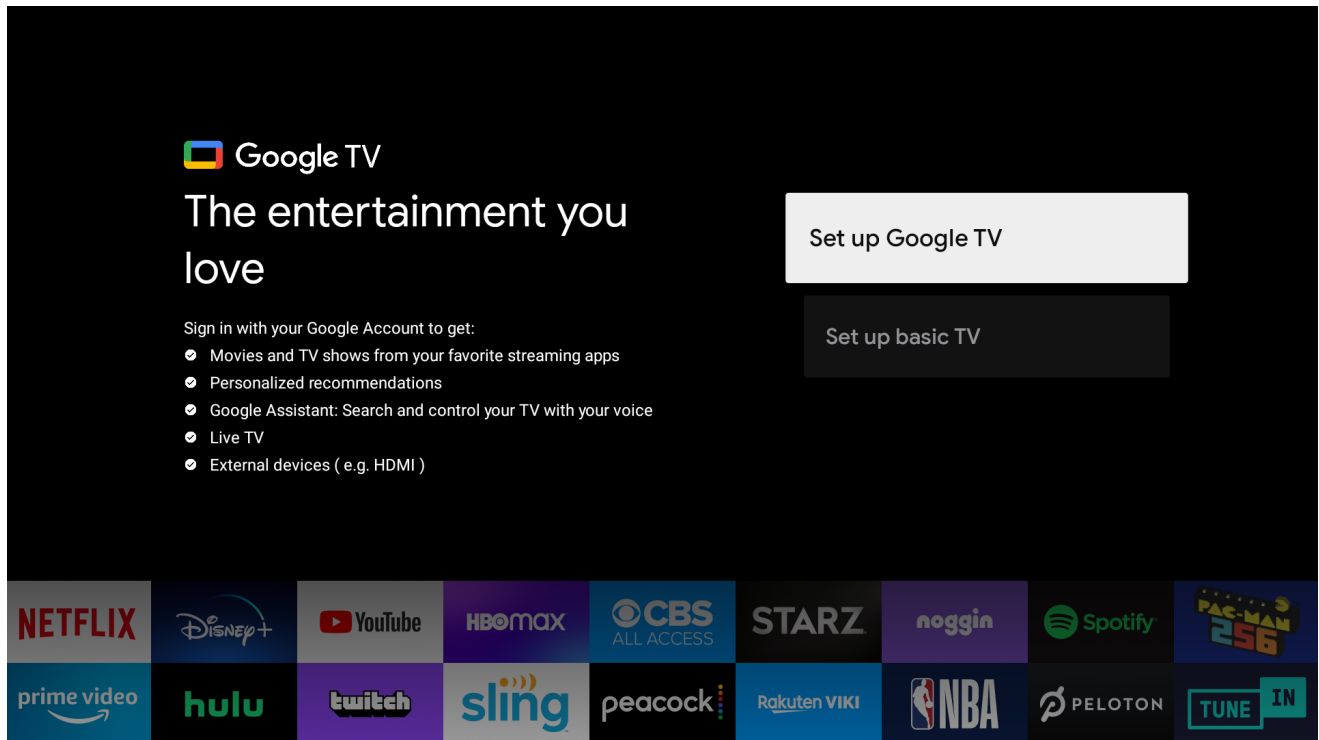 Google TV
The entertainment you
love
Sign in with your Google Account to get:
Movies and TV shows from your favorite streaming apps
Personalized recommendations
Google Assistant: Search and control your TV with your voice
Live TV
External devices ( e.g. HDMI )
Set up Google TV
Set up basic TV
NETFLIX
Disney+
YouTube
HBOMAX
CBS
ALL ACCESS
STARZ
noggin
Spotify
PAC-MAN
256
prime video
hulu
twitch
sling
peacock
Rakuten VIKI
NBA
PELOTON
TUNE IN